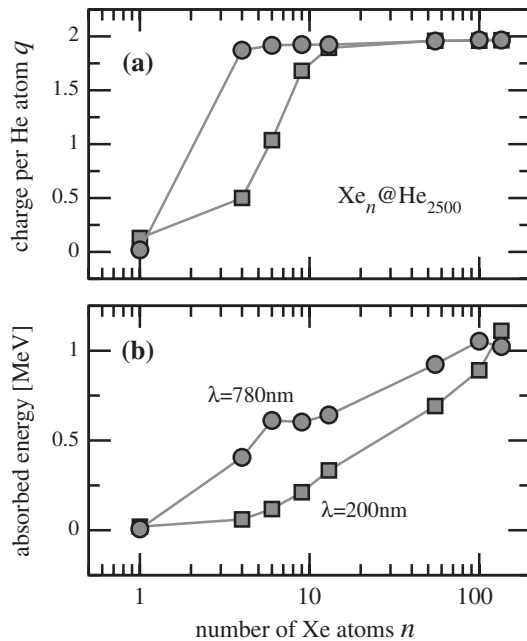 2
(a)
1.5
charge per He atom q
1
0.5
Xeₙ@He₂₅₀₀
0
(b)
1
absorbed energy [MeV]
λ=780nm
0.5
λ=200nm
0
1 10 100
number of Xe atoms n